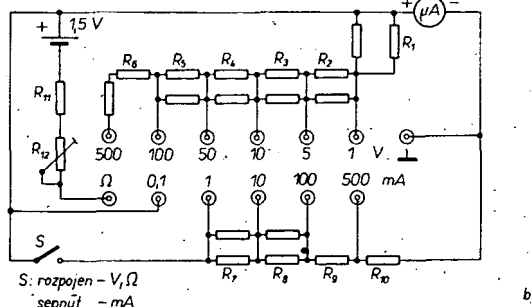 + μA −
+ 1,5 V
R1
R6 R5 R4 R3 R2
R11
R12
500 100 50 10 5 1 V
Ω 0,1 1 10 100 500 mA
S
R7 R8 R9 R10
S: rozpojen – V, Ω
sepnut – mA
b